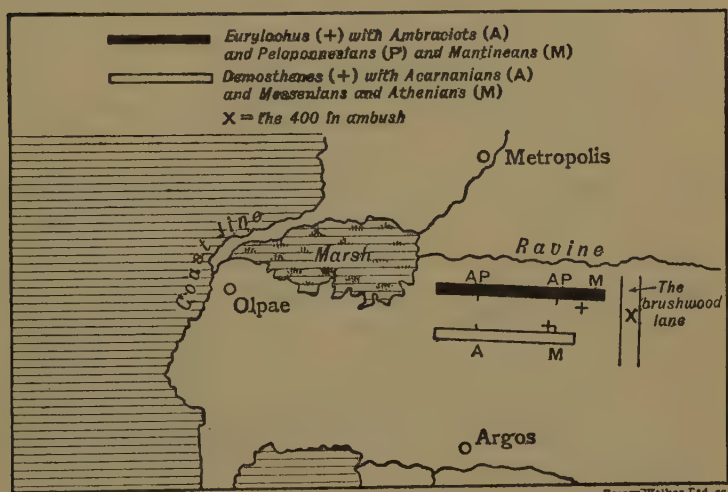 Eurylochus (+) with Ambraciots (A)
and Peloponnesians (P) and Mantineans (M)
Demosthenes (+) with Acarnanians (A)
and Messenians and Athenians (M)
X = the 400 in ambush
Metropolis
Coast line
Marsh
Ravine
Olpae
AP AP M
+
The
brushwood
lane
X
+
A M
Argos